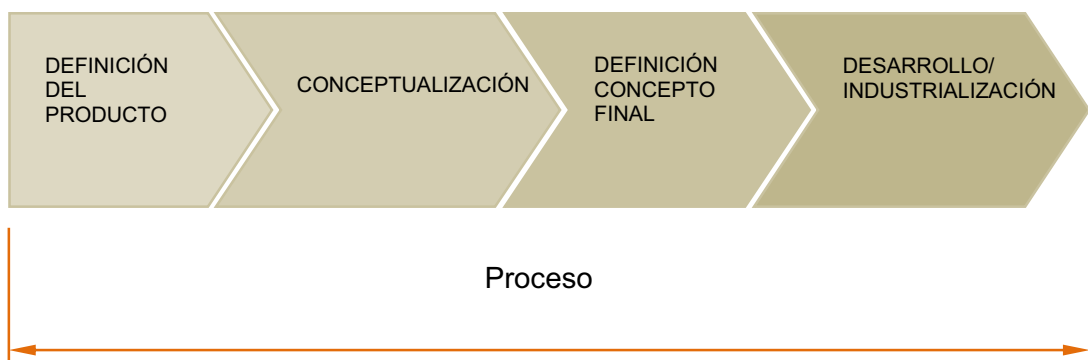 DEFINICIÓN
DEL
PRODUCTO
CONCEPTUALIZACIÓN
DEFINICIÓN
CONCEPTO
FINAL
DESARROLLO/
INDUSTRIALIZACIÓN
Proceso